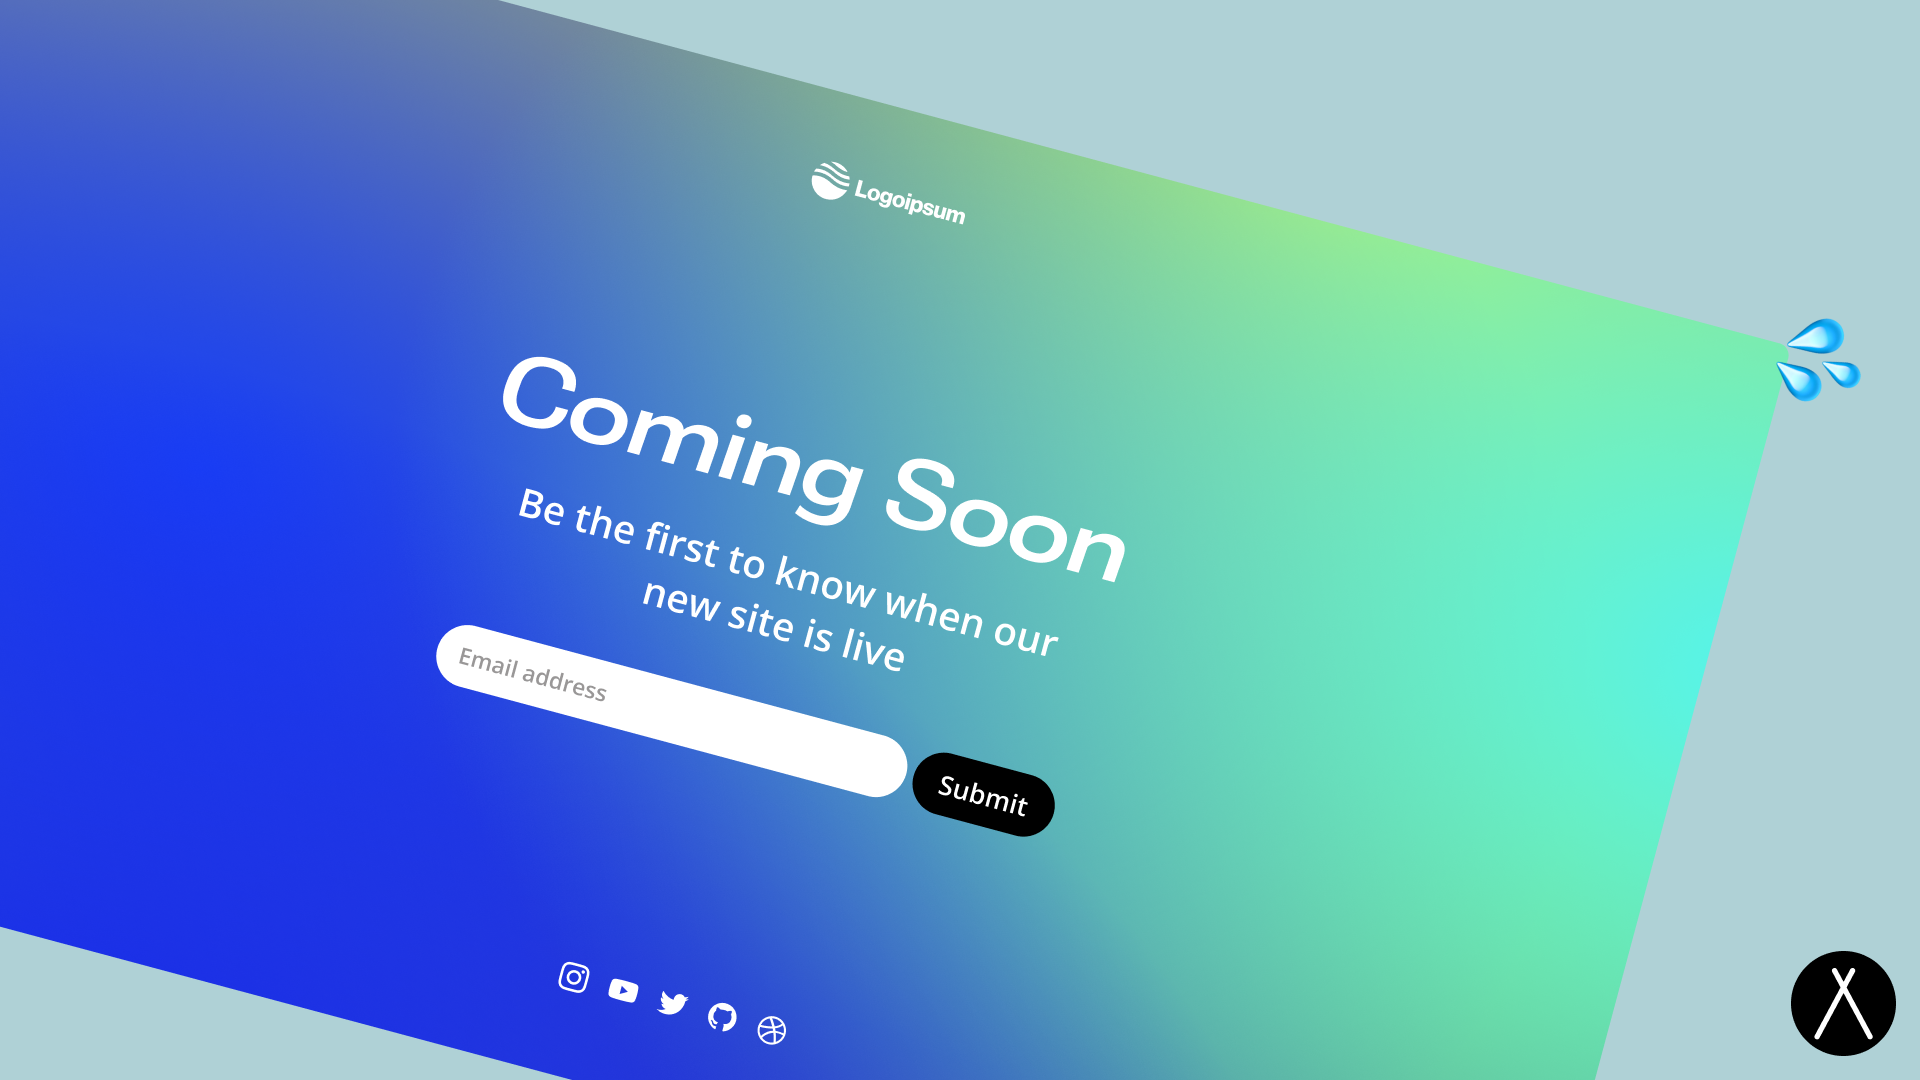 Logoipsum
Coming Soon
Be the first to know when our
new site is live
Email address
Submit